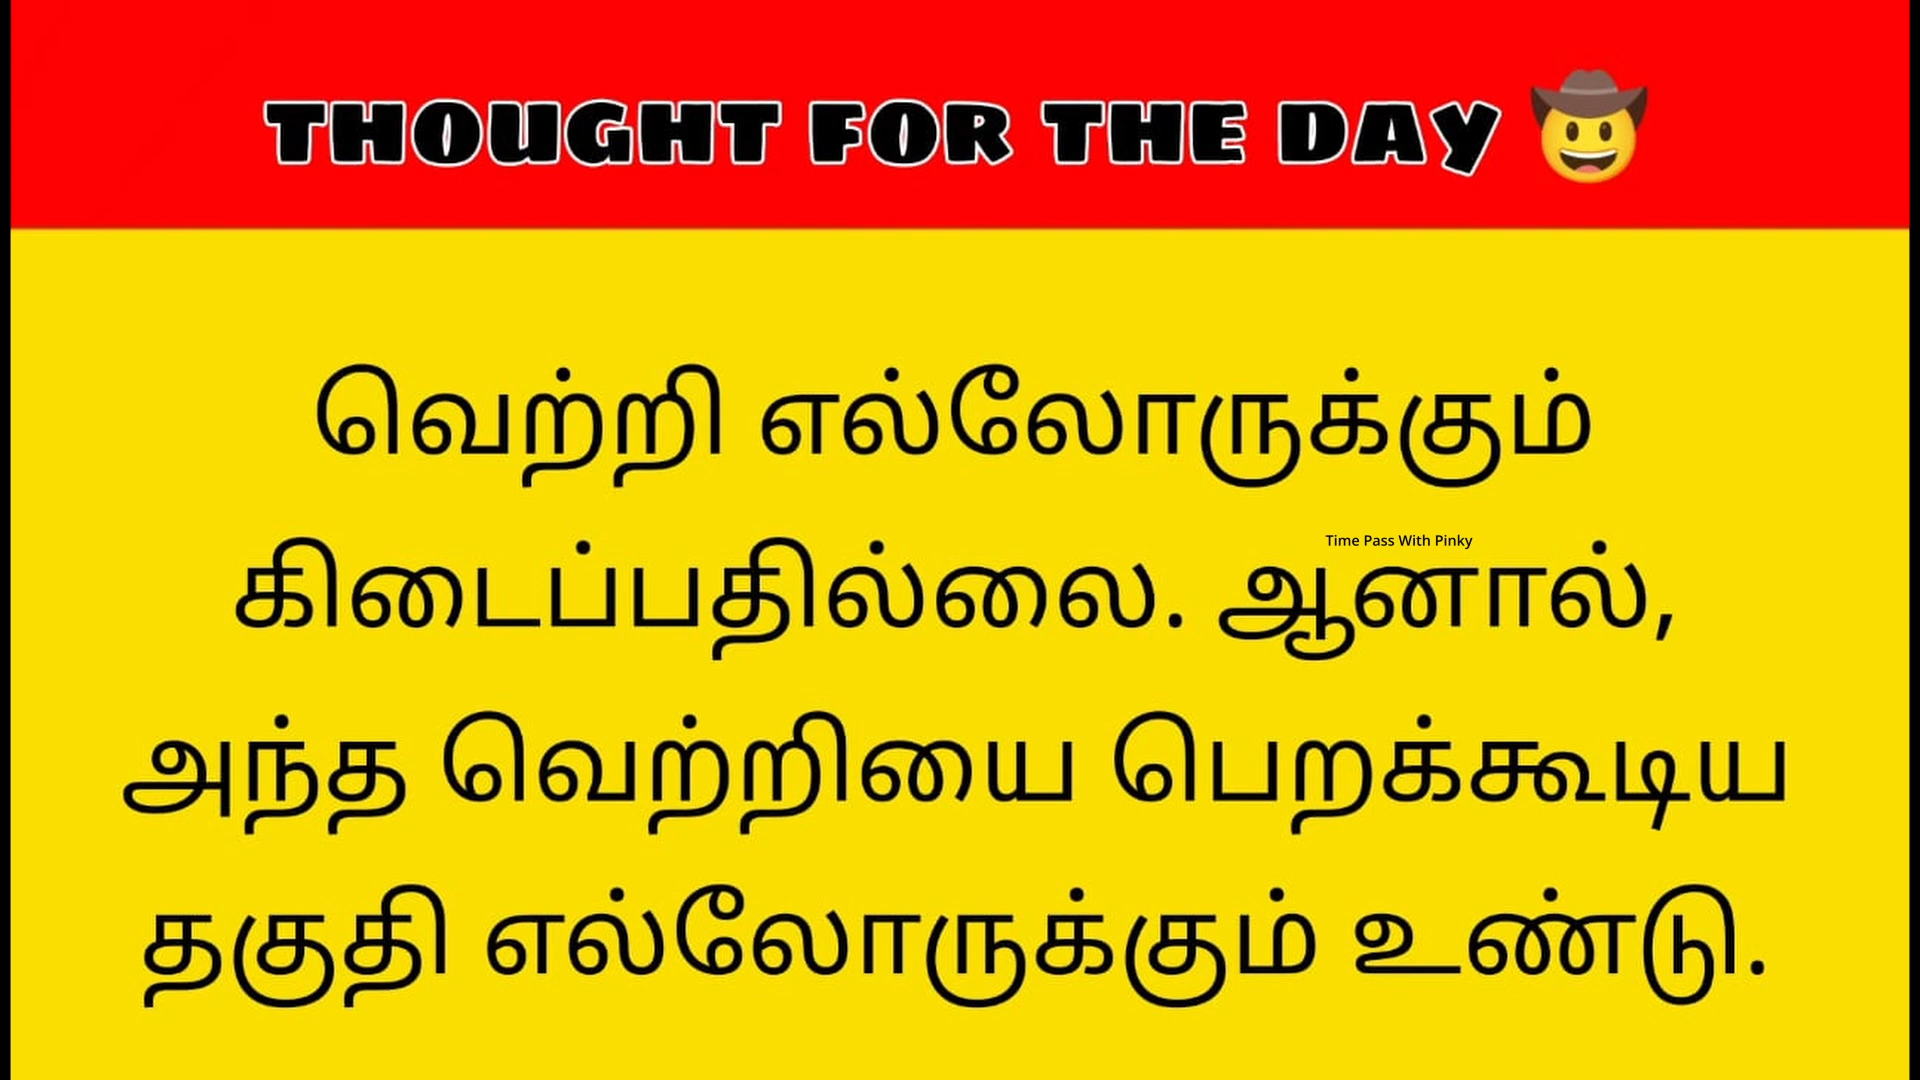 THOUGHT FOR THE DAY 🤠
வெற்றி எல்லோருக்கும்
Time Pass With Pinky
கிடைப்பதில்லை. ஆனால்,
அந்த வெற்றியை பெறக்கூடிய
தகுதி எல்லோருக்கும் உண்டு.